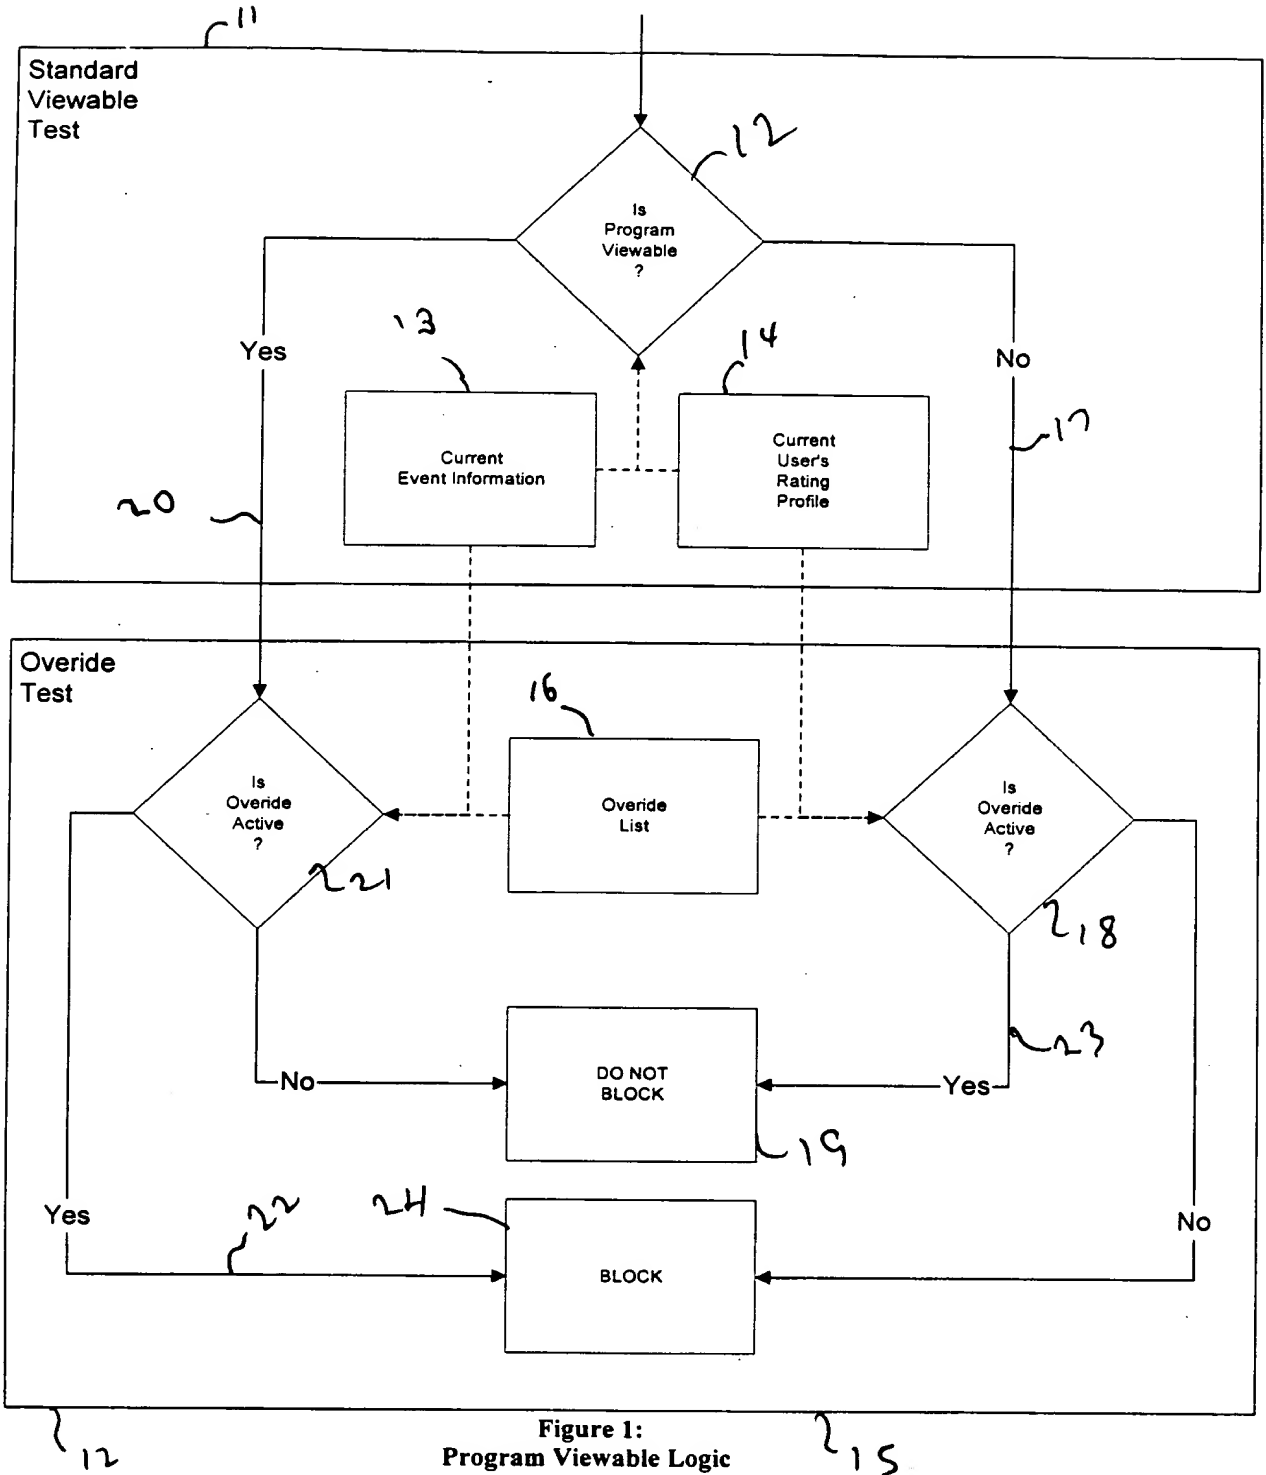 11
Standard
Viewable
Test
12
Is
Program
Viewable
?
13
14
Yes
No
Current
Event Information
Current
User's
Rating
Profile
17
20
Overide
Test
16
Is
Overide
Active
?
Overide
List
Is
Override
Active
?
21
18
23
No
DO NOT
BLOCK
Yes
19
Yes
22
24
No
BLOCK
12
15
Figure 1:
Program Viewable Logic